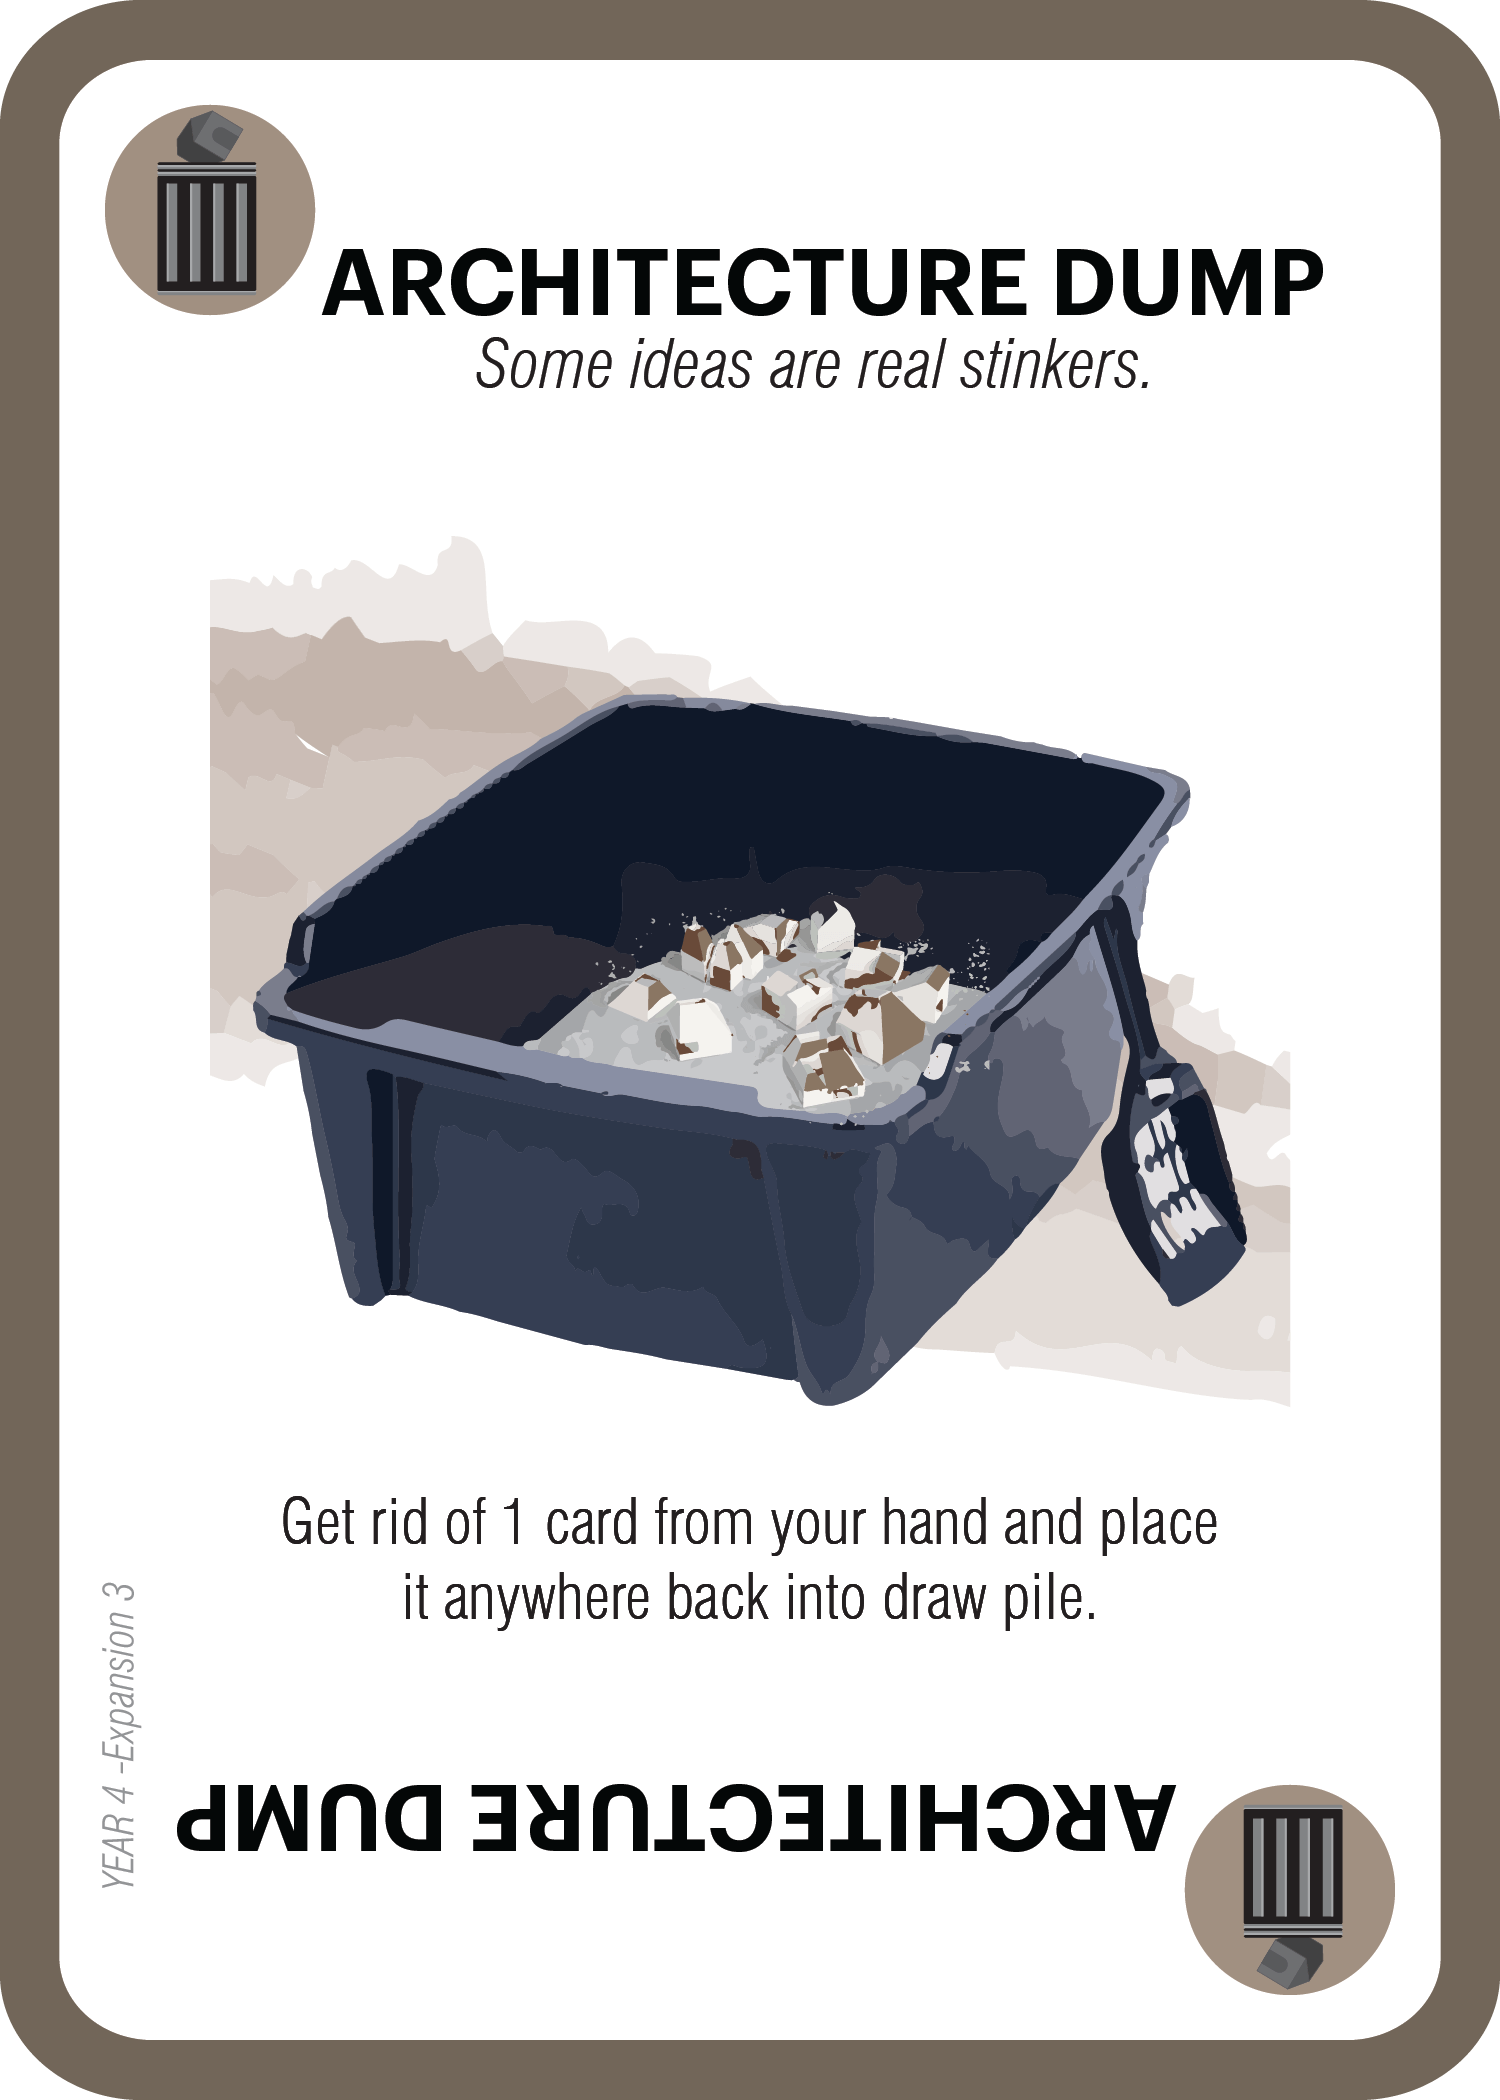 ARCHITECTURE DUMP
Some ideas are real stinkers.
Get rid of 1 card from your hand and place
it anywhere back into draw pile.
YEAR 4 -Expansion 3
ARCHITECTURE DUMP